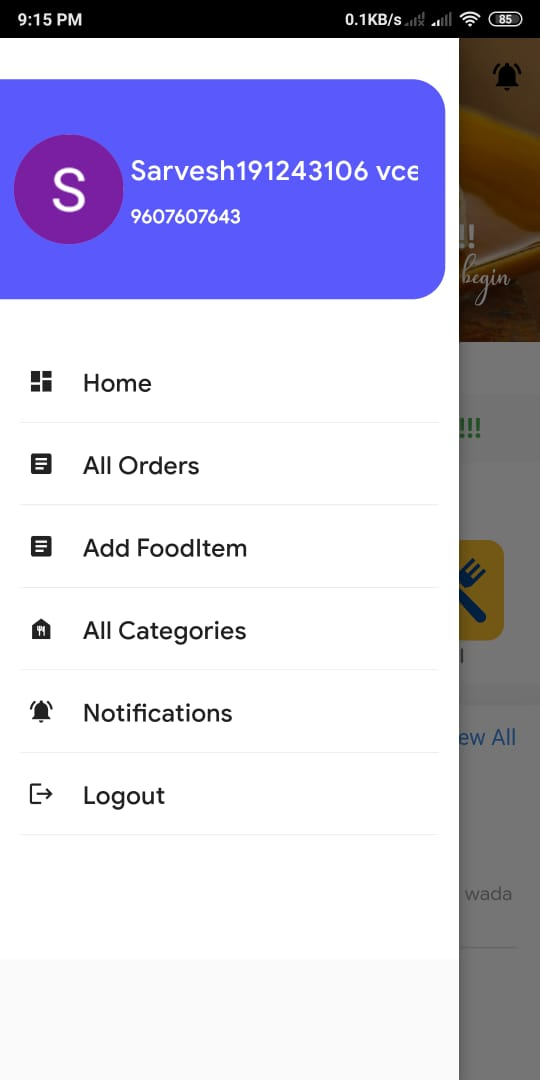 9:15 PM
0.1KB/s
85
Sarvesh191243106 vce
9607607643
!!
begin
Home
!!!
All Orders
Add FoodItem
All Categories
l
Notifications
ew All
Logout
wada